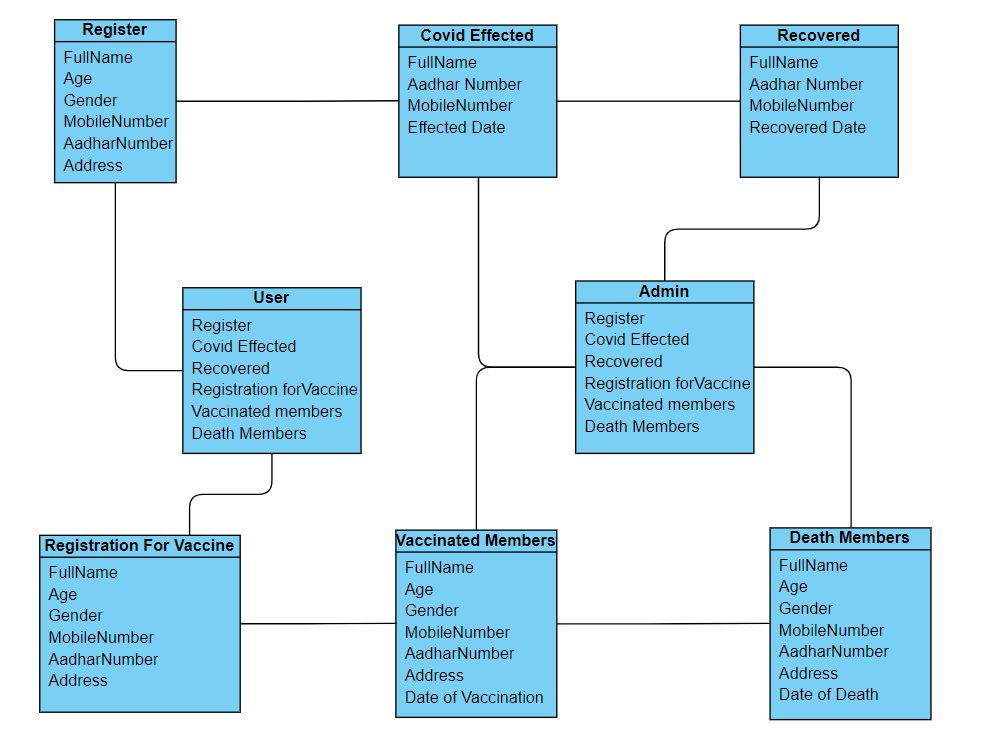 Register
FullName
Age
Gender
MobileNumber
AadharNumber
Address
Covid Effected
FullName
Aadhar Number
MobileNumber
Effected Date
Recovered
FullName
Aadhar Number
MobileNumber
Recovered Date
User
Register
Covid Effected
Recovered
Registration forVaccine
Vaccinated members
Death Members
Admin
Register
Covid Effected
Recovered
Registration forVaccine
Vaccinated members
Death Members
Registration For Vaccine
FullName
Age
Gender
MobileNumber
AadharNumber
Address
Vaccinated Members
FullName
Age
Gender
MobileNumber
AadharNumber
Address
Date of Vaccination
Death Members
FullName
Age
Gender
MobileNumber
AadharNumber
Address
Date of Death